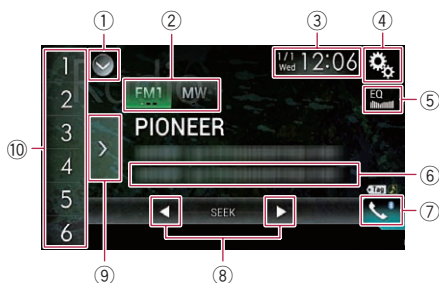 ① ② ③ ④
1 1/1 Wed 12:06
2 FM1 MW EQ ⑤
3 PIONEER
⑩ 4
⑥
5 Tag
6 SEEK ⑦
⑨ ⑧